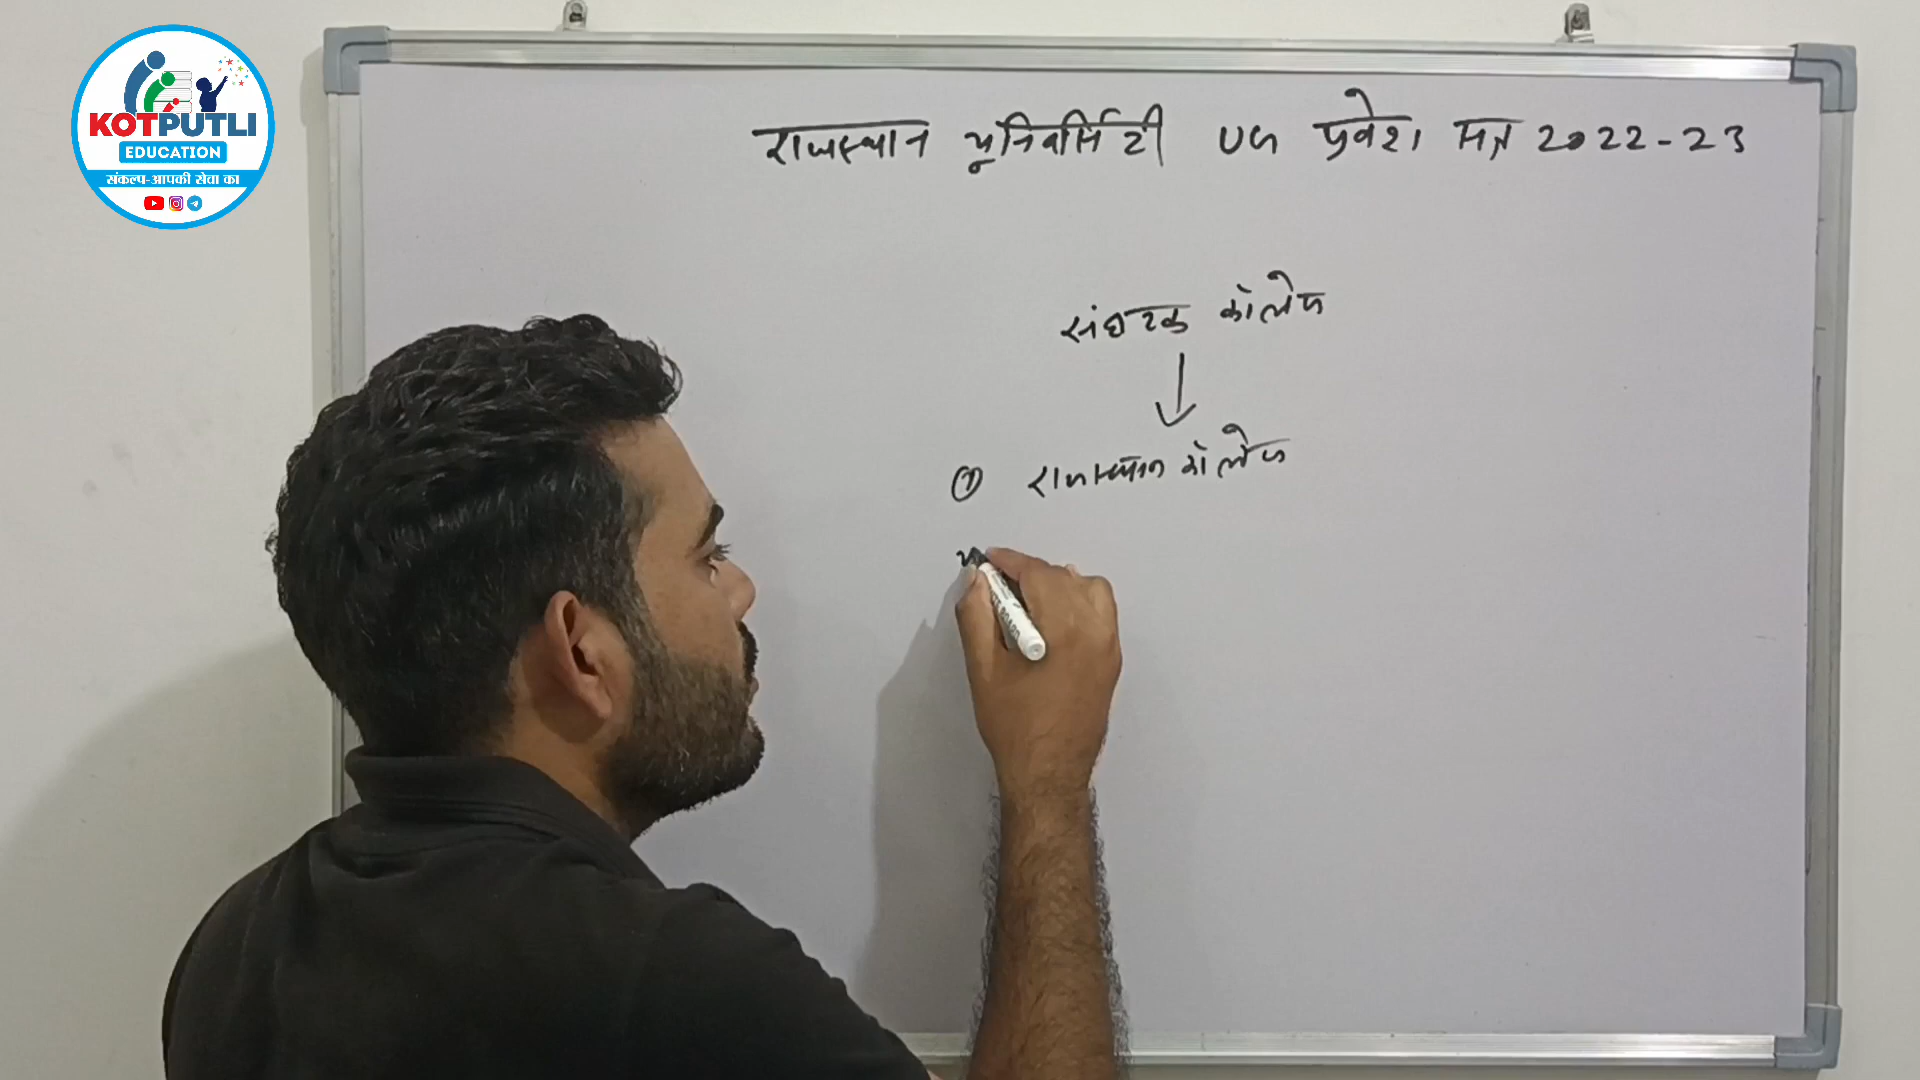 KOTPUTLI
EDUCATION
संकल्प-आपकी सेवा का
राजस्थान यूनिवर्सिटी UG प्रवेश सत्र 2022-23
संघटक कॉलेज
① राजस्थान कॉलेज